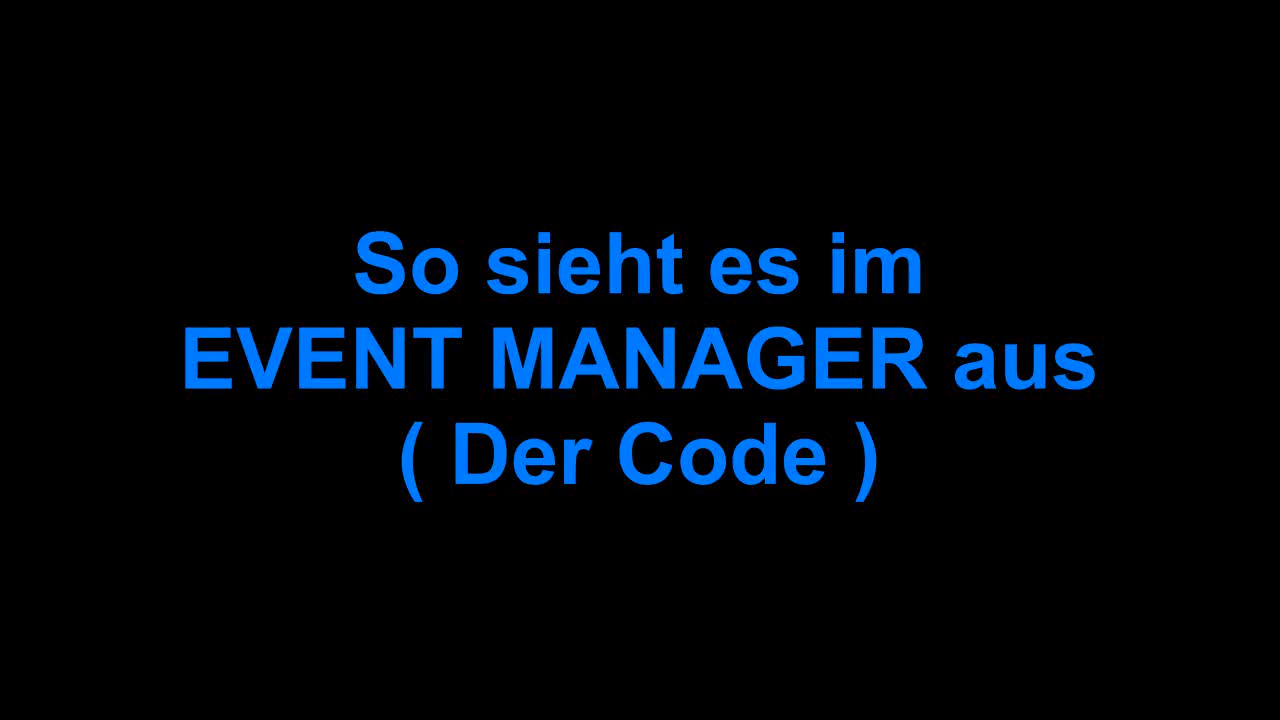 So sieht es im
EVENT MANAGER aus
( Der Code )